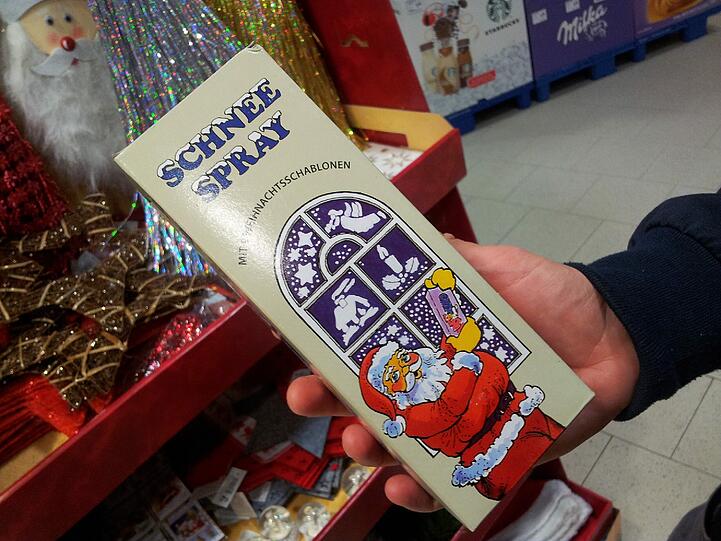 SCHNEE
SPRAY
MIT WEIHNACHTSSCHABLONEN
STARBUCKS
Milka